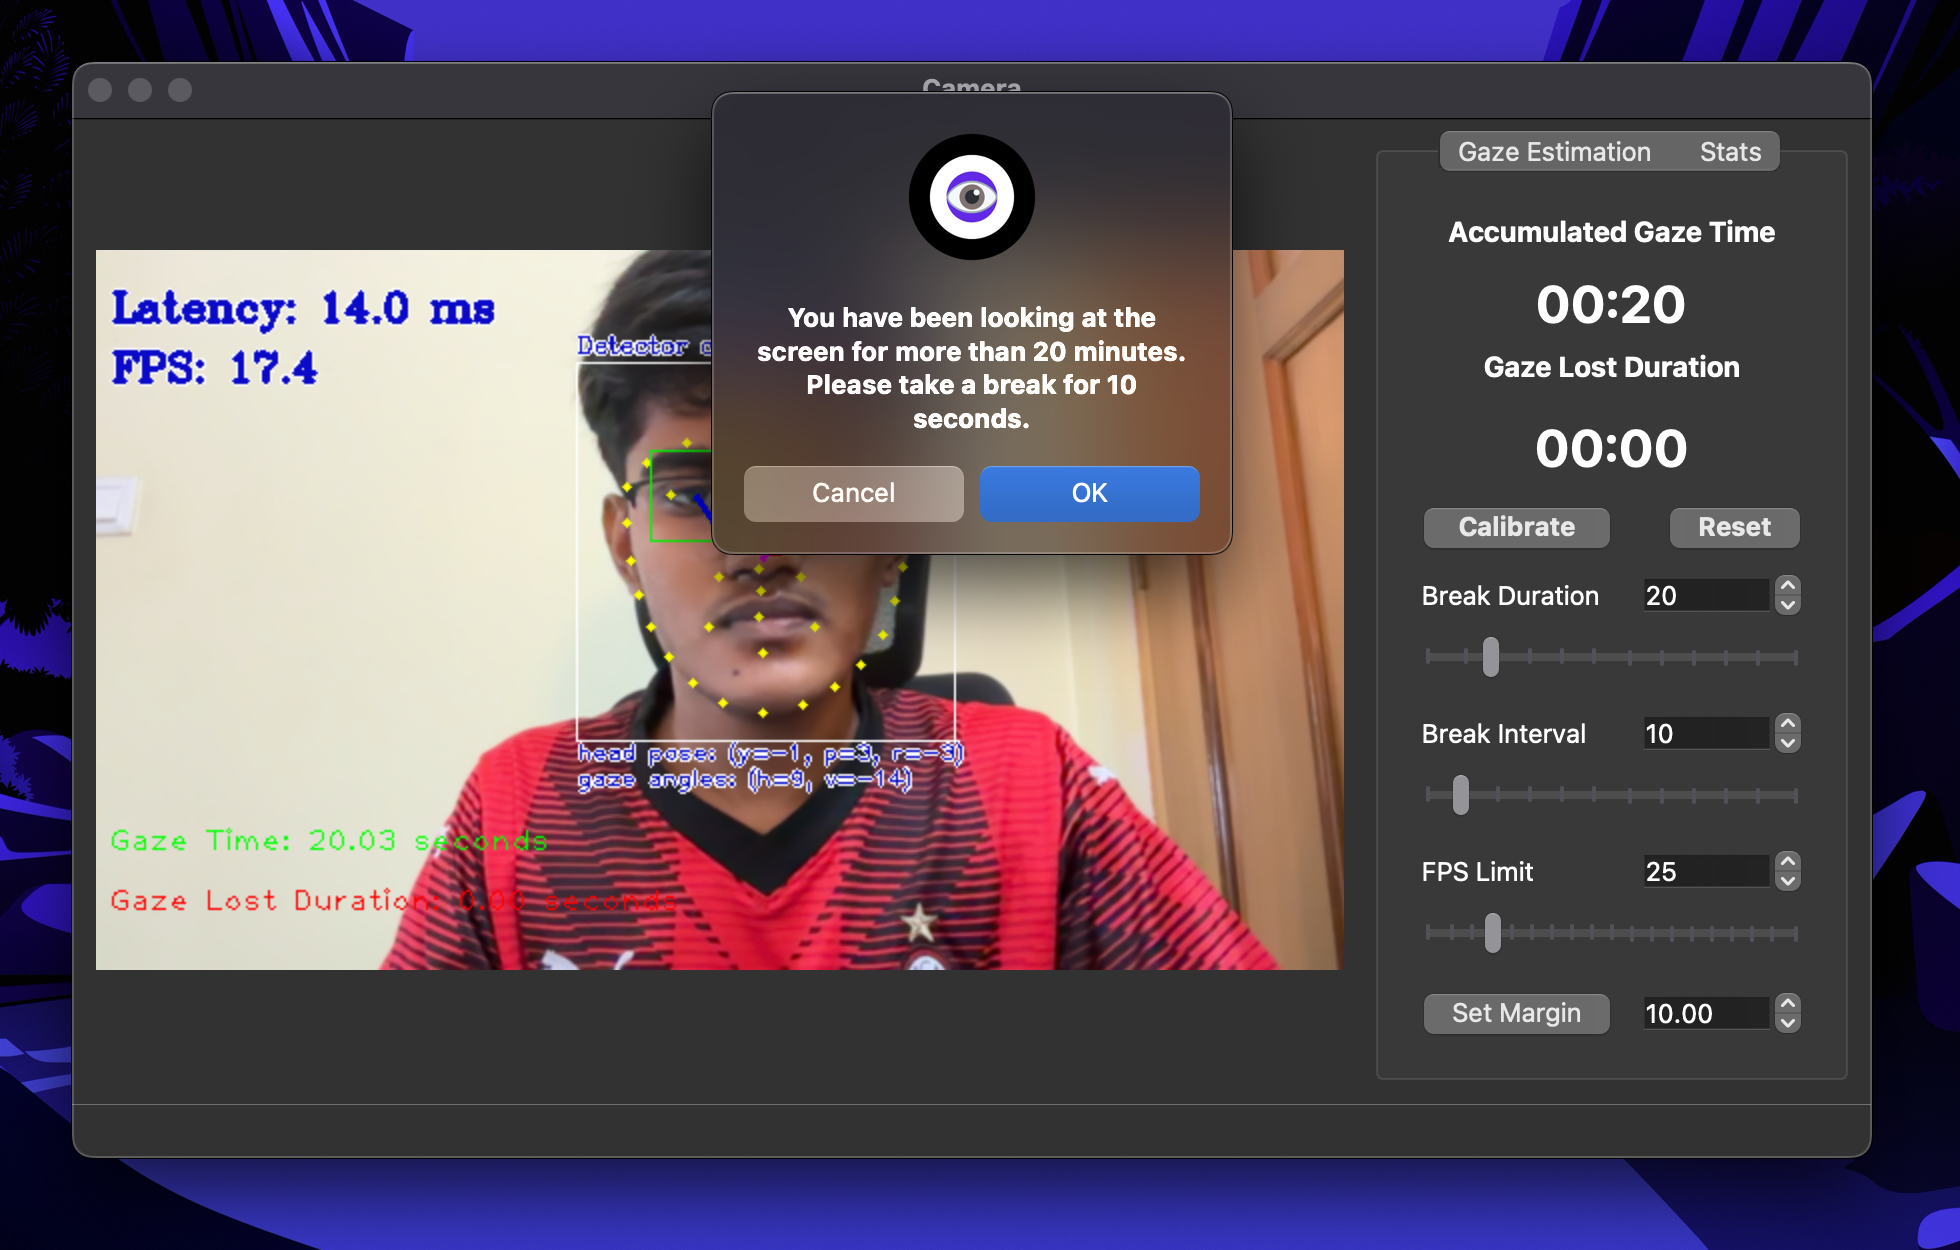 Camera
Latency: 14.0 ms
FPS: 17.4
Detector
head pose: (y=-1, p=3, r=-3)
gaze angles: (h=9, v=-14)
Gaze Time: 20.03 seconds
Gaze Lost Duration: 0.00 seconds
You have been looking at the
screen for more than 20 minutes.
Please take a break for 10
seconds.
Cancel OK
Gaze Estimation Stats
Accumulated Gaze Time
00:20
Gaze Lost Duration
00:00
Calibrate Reset
Break Duration 20
Break Interval 10
FPS Limit 25
Set Margin 10.00